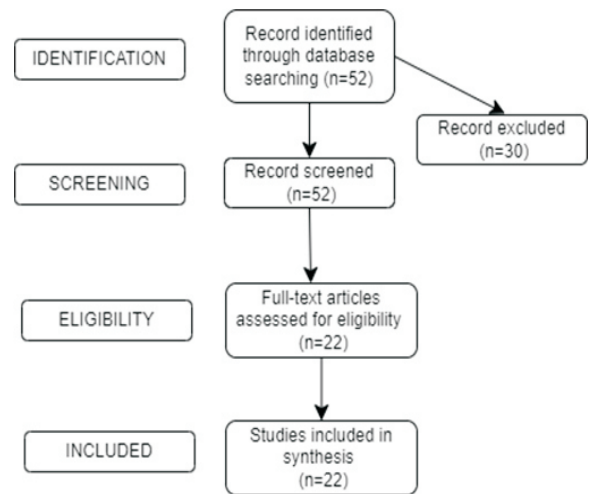 IDENTIFICATION
Record identified
through database
searching (n=52)
Record excluded
(n=30)
SCREENING
Record screened
(n=52)
ELIGIBILITY
Full-text articles
assessed for eligibility
(n=22)
INCLUDED
Studies included in
synthesis
(n=22)